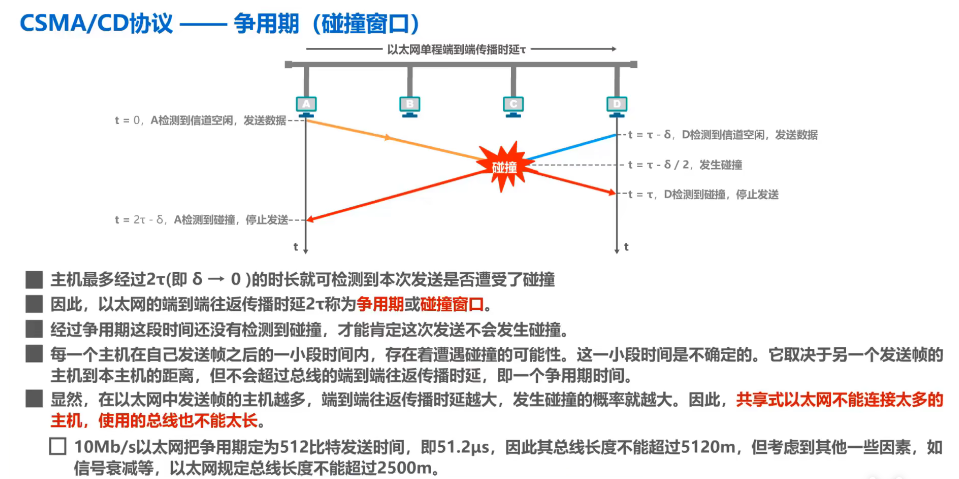 CSMA/CD协议 —— 争用期（碰撞窗口）
以太网单程端到端传播时延τ
A
B
C
D
t = 0，A检测到信道空闲，发送数据
t = τ - δ，D检测到信道空闲，发送数据
碰撞
t = τ - δ / 2，发生碰撞
t = τ，D检测到碰撞，停止发送
t = 2τ - δ，A检测到碰撞，停止发送
t
t
主机最多经过2τ(即 δ → 0 )的时长就可检测到本次发送是否遭受了碰撞
因此，以太网的端到端往返传播时延2τ称为争用期或碰撞窗口。
经过争用期这段时间还没有检测到碰撞，才能肯定这次发送不会发生碰撞。
每一个主机在自己发送帧之后的一小段时间内，存在着遭遇碰撞的可能性。这一小段时间是不确定的。它取决于另一个发送帧的
主机到本主机的距离，但不会超过总线的端到端往返传播时延，即一个争用期时间。
显然，在以太网中发送帧的主机越多，端到端往返传播时延越大，发生碰撞的概率就越大。因此，共享式以太网不能连接太多的
主机，使用的总线也不能太长。
10Mb/s以太网把争用期定为512比特发送时间，即51.2μs，因此其总线长度不能超过5120m，但考虑到其他一些因素，如
信号衰减等，以太网规定总线长度不能超过2500m。